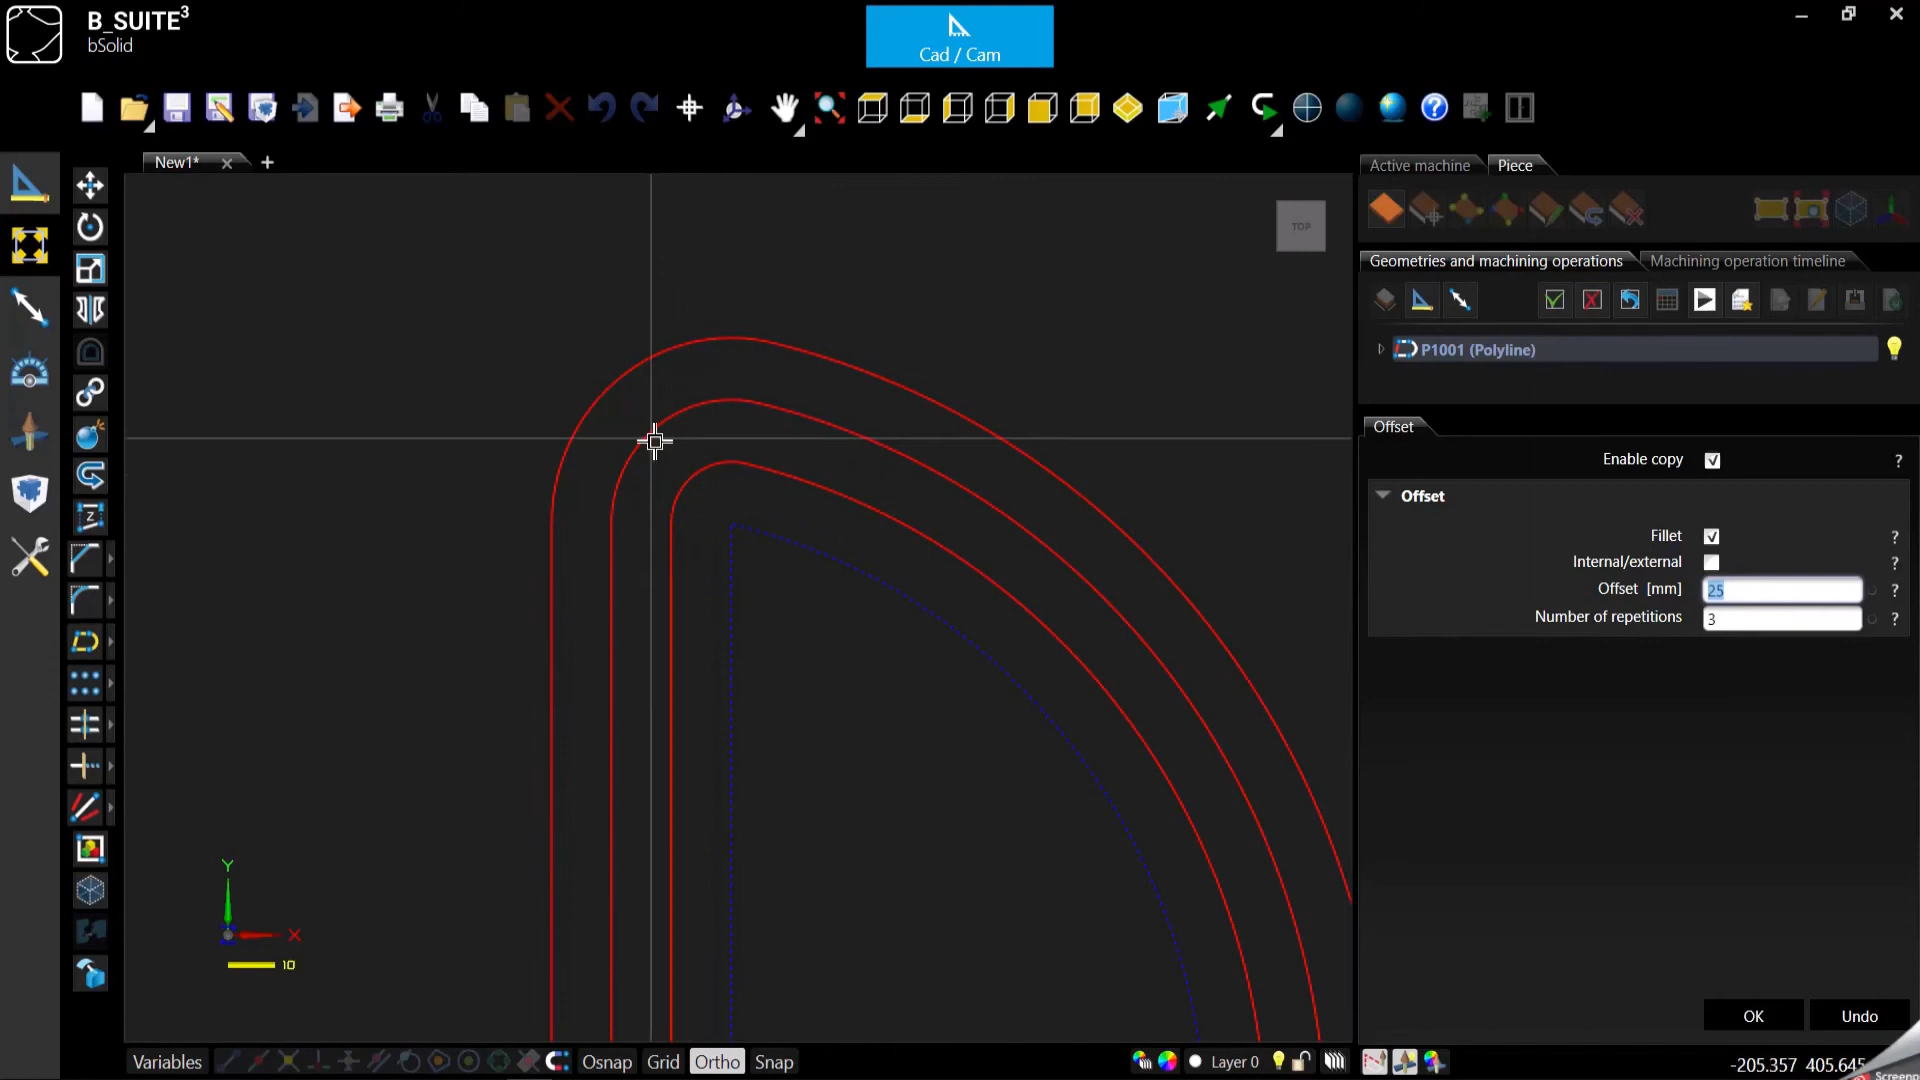 B_SUITE³
bSolid
Cad / Cam
New1*
TOP
Active machine
Piece
Geometries and machining operations
Machining operation timeline
P1001 (Polyline)
Offset
Enable copy
?
Offset
Fillet
?
Internal/external
?
Offset [mm]
25
?
Number of repetitions
3
?
Z
Y
X
10
OK
Undo
Variables
Osnap
Grid
Ortho
Snap
Layer 0
-205.357 405.645